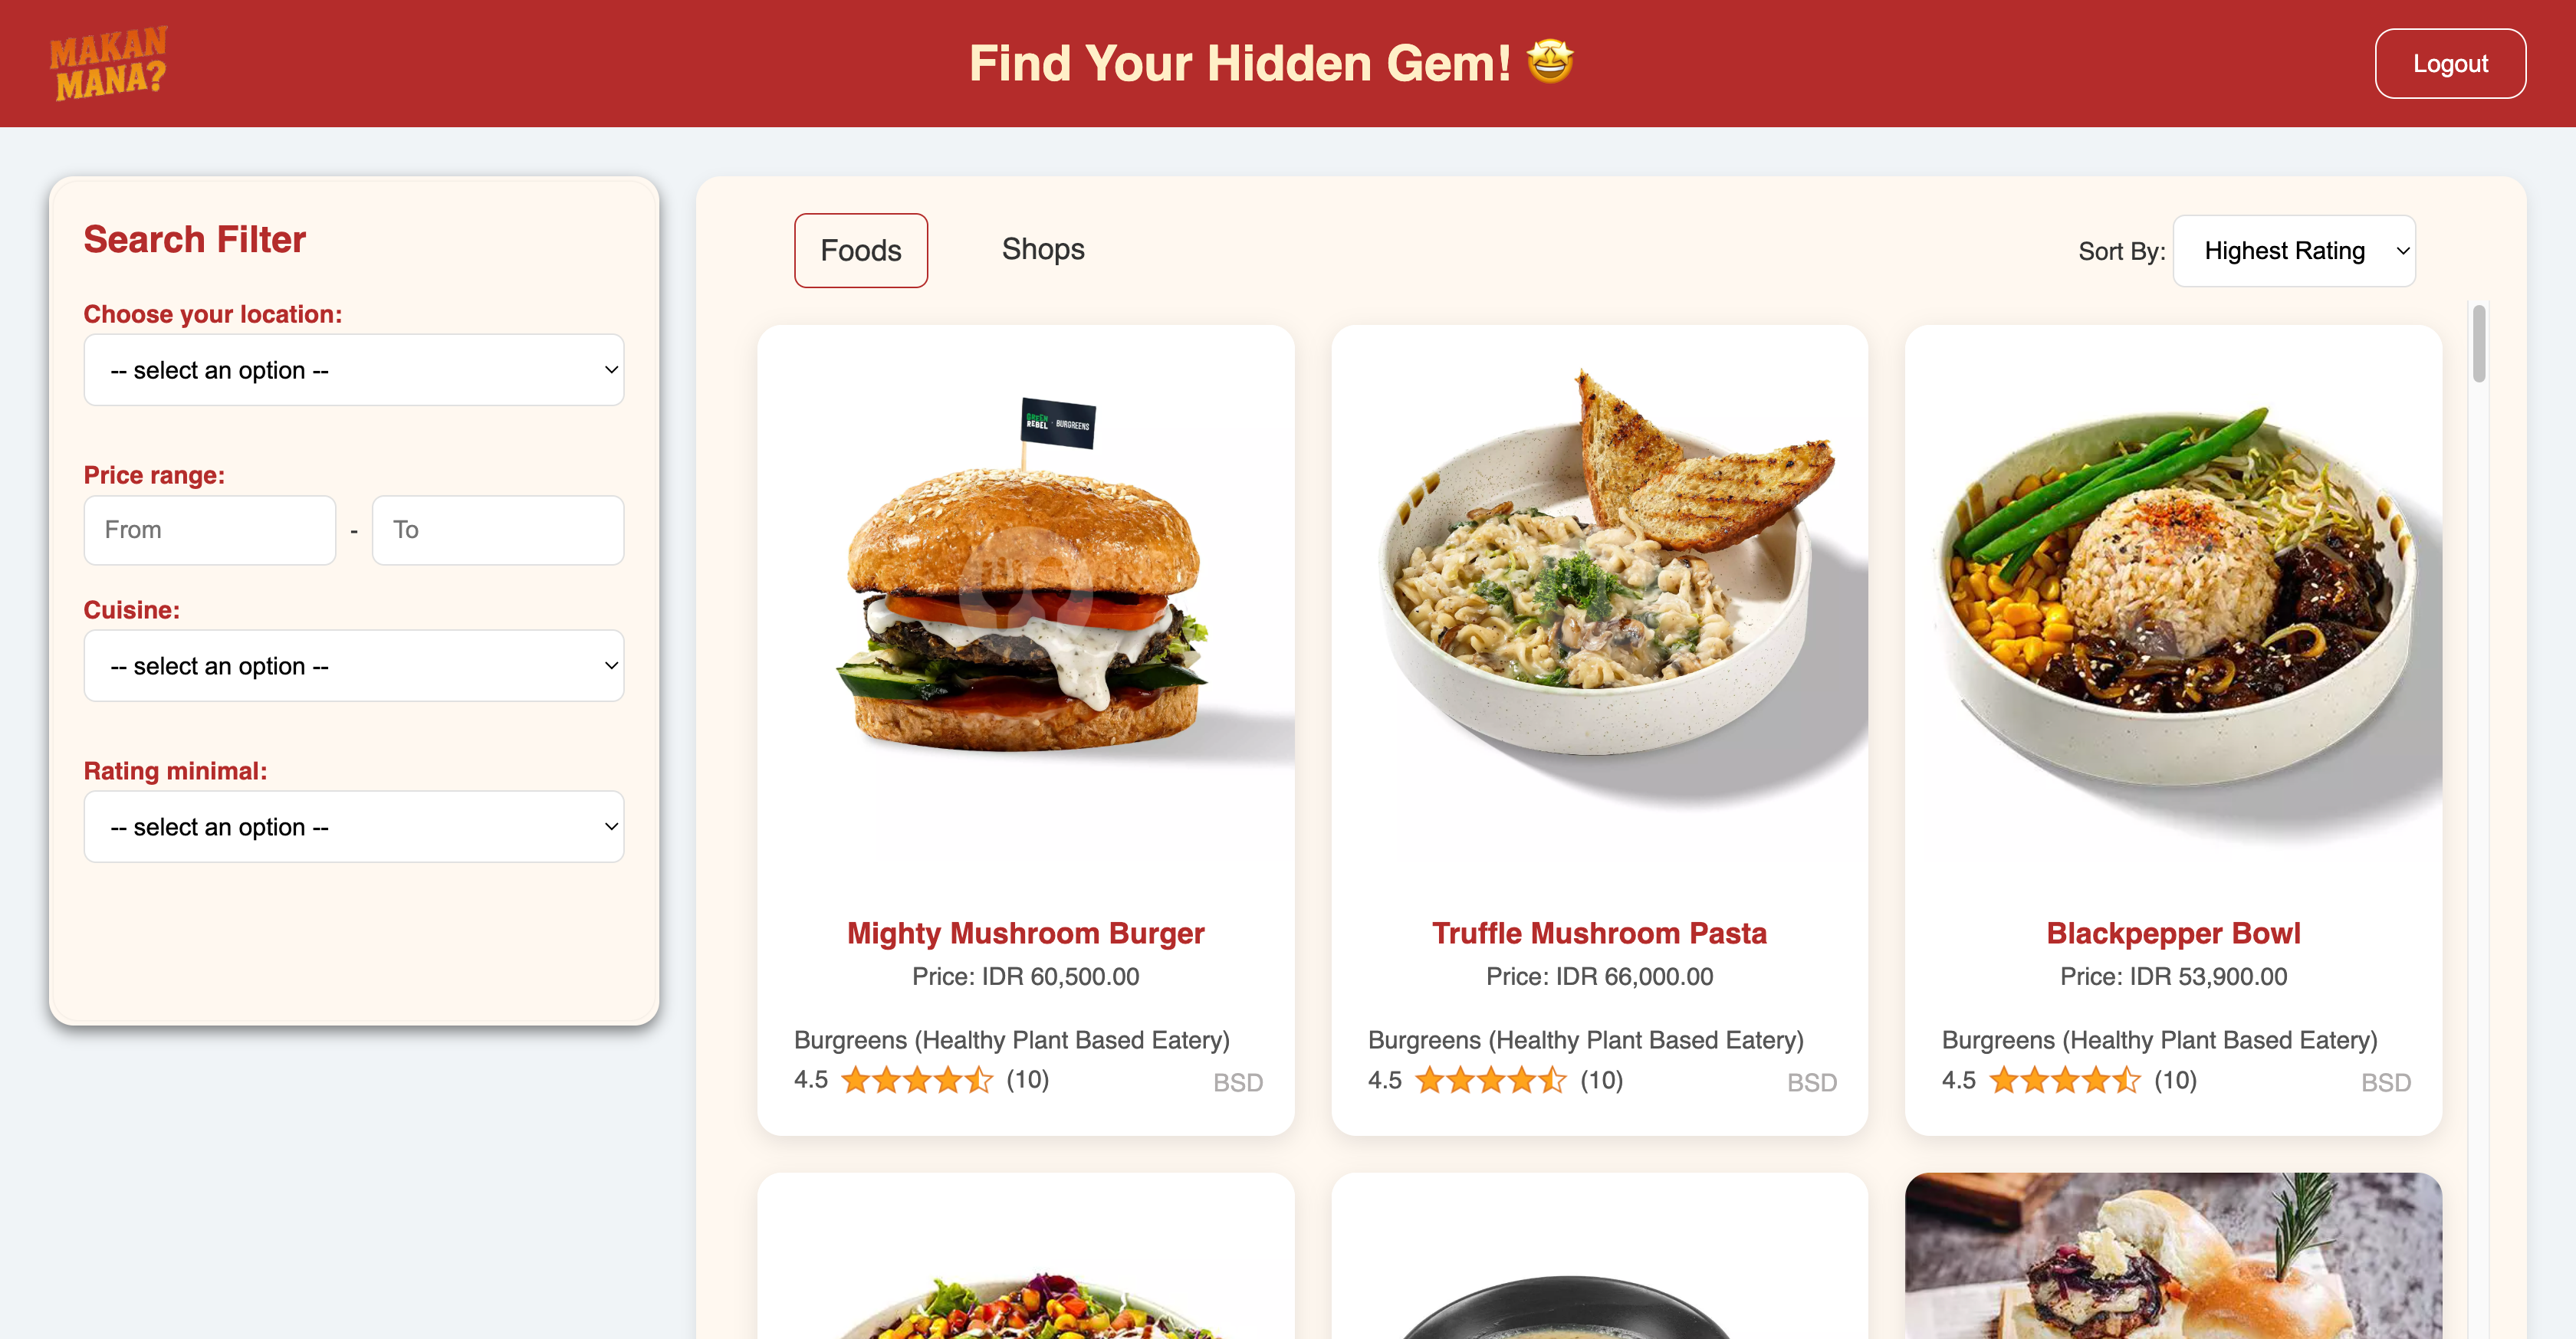 MAKAN
MANA?
Find Your Hidden Gem! 🤩
Logout
Search Filter
Choose your location:
-- select an option --
Price range:
From - To
Cuisine:
-- select an option --
Rating minimal:
-- select an option --
Foods Shops
Sort By: Highest Rating
GREEN
REBEL - BURGREENS
Mighty Mushroom Burger
Price: IDR 60,500.00
Burgreens (Healthy Plant Based Eatery)
4.5 (10) BSD
Truffle Mushroom Pasta
Price: IDR 66,000.00
Burgreens (Healthy Plant Based Eatery)
4.5 (10) BSD
Blackpepper Bowl
Price: IDR 53,900.00
Burgreens (Healthy Plant Based Eatery)
4.5 (10) BSD